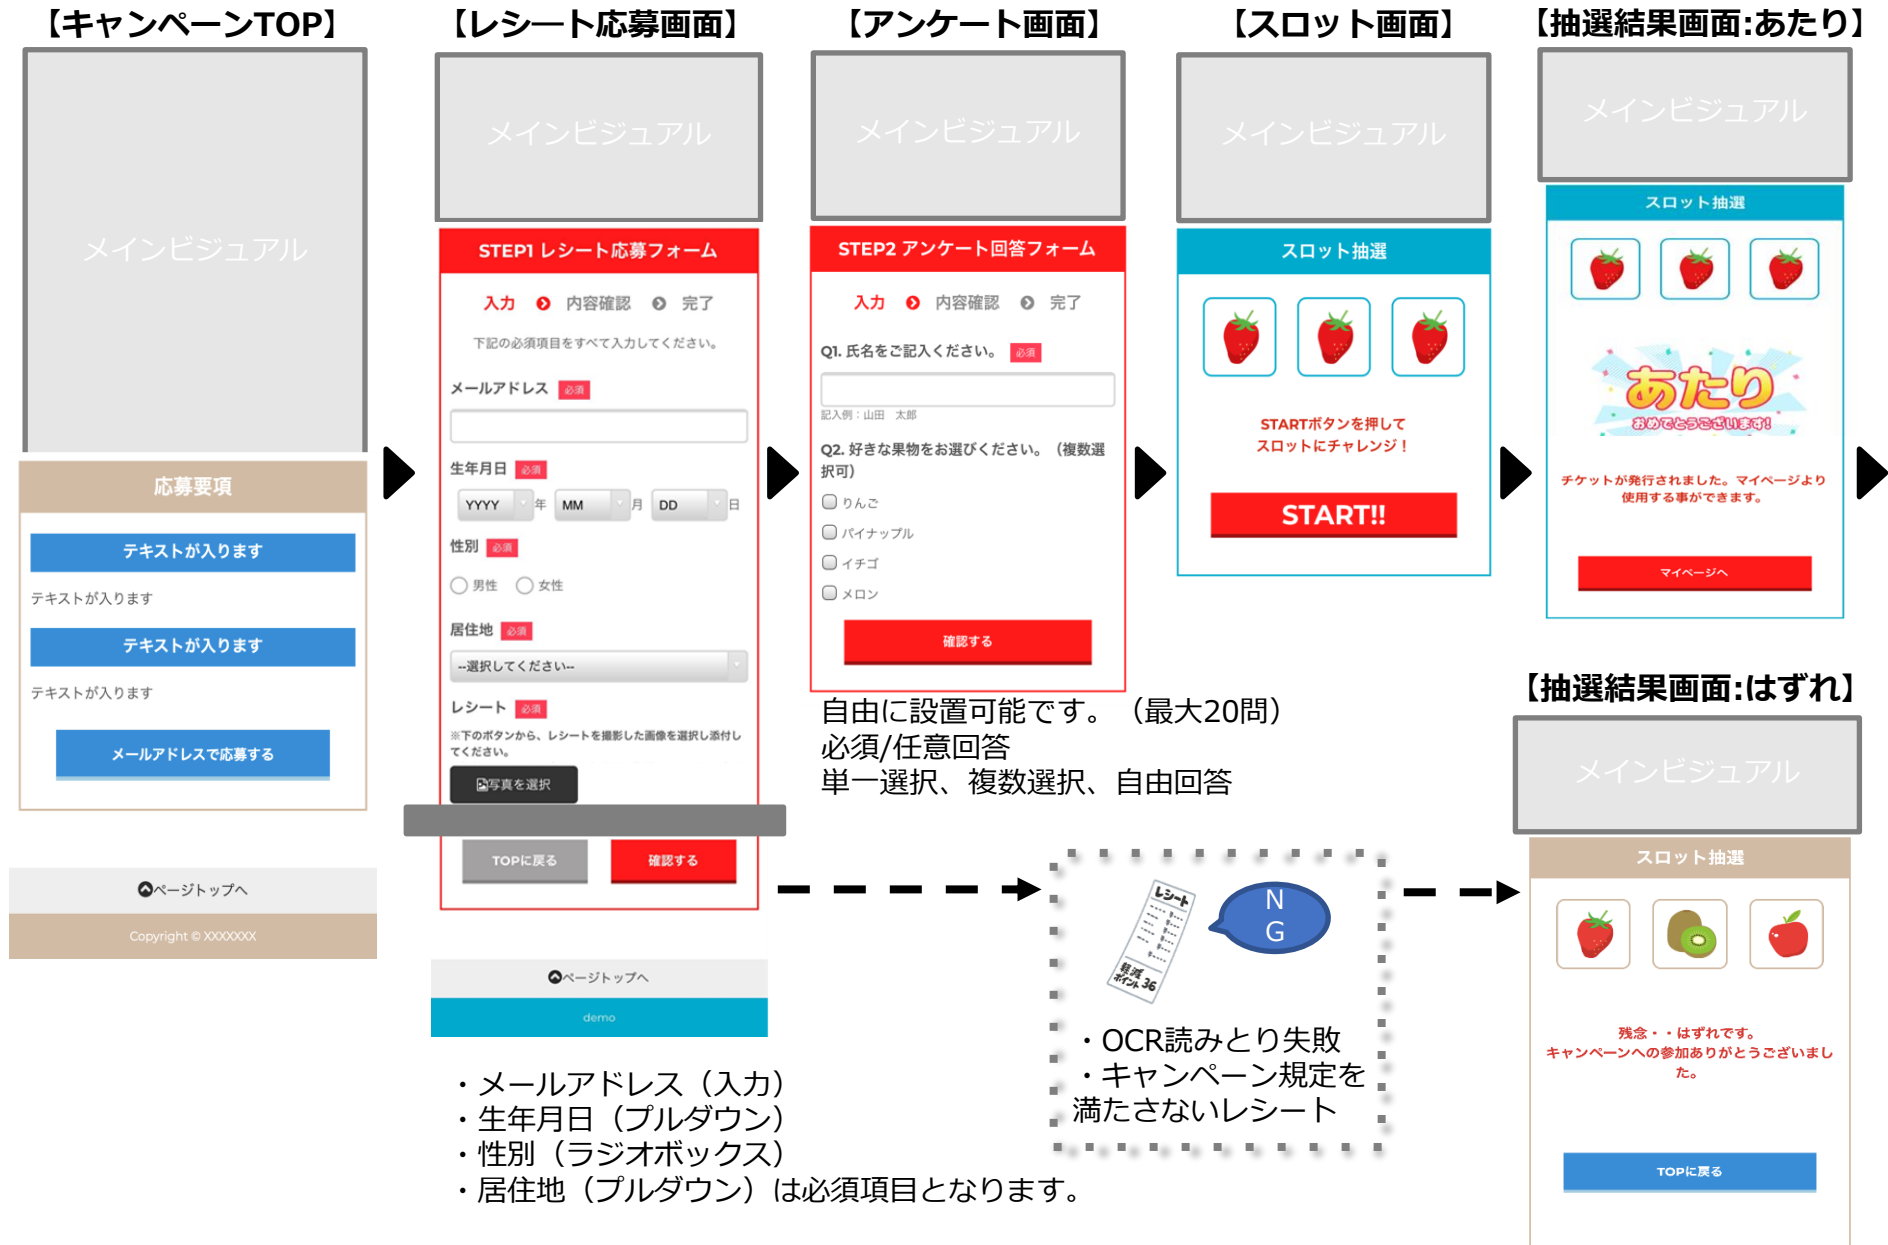 【キャンペーンTOP】
メインビジュアル
応募要項
テキストが入ります
テキストが入ります
テキストが入ります
テキストが入ります
メールアドレスで応募する
ページトップへ
Copyright © XXXXXXX
【レシート応募画面】
メインビジュアル
STEP1 レシート応募フォーム
入力 内容確認 完了
下記の必須項目をすべて入力してください。
メールアドレス 必須
生年月日 必須
YYYY 年 MM 月 DD 日
性別 必須
男性 女性
居住地 必須
--選択してください--
レシート 必須
※下のボタンから、レシートを撮影した画像を選択し添付し
てください。
写真を選択
TOPに戻る 確認する
ページトップへ
demo
・メールアドレス（入力）
・生年月日（プルダウン）
・性別（ラジオボックス）
・居住地（プルダウン）は必須項目となります。
【アンケート画面】
メインビジュアル
STEP2 アンケート回答フォーム
入力 内容確認 完了
Q1. 氏名をご記入ください。 必須
記入例：山田　太郎
Q2. 好きな果物をお選びください。（複数選
択可）
りんご
パイナップル
イチゴ
メロン
確認する
自由に設置可能です。（最大20問）
必須/任意回答
単一選択、複数選択、自由回答
レシート
軽減
ポイント 36
N
G
・OCR読みとり失敗
・キャンペーン規定を
満たさないレシート
【スロット画面】
メインビジュアル
スロット抽選
STARTボタンを押して
スロットにチャレンジ！
START!!
【抽選結果画面:あたり】
メインビジュアル
スロット抽選
あたり
おめでとうございます!
チケットが発行されました。マイページより
使用する事ができます。
マイページへ
【抽選結果画面:はずれ】
メインビジュアル
スロット抽選
残念・・はずれです。
キャンペーンへの参加ありがとうございまし
た。
TOPに戻る